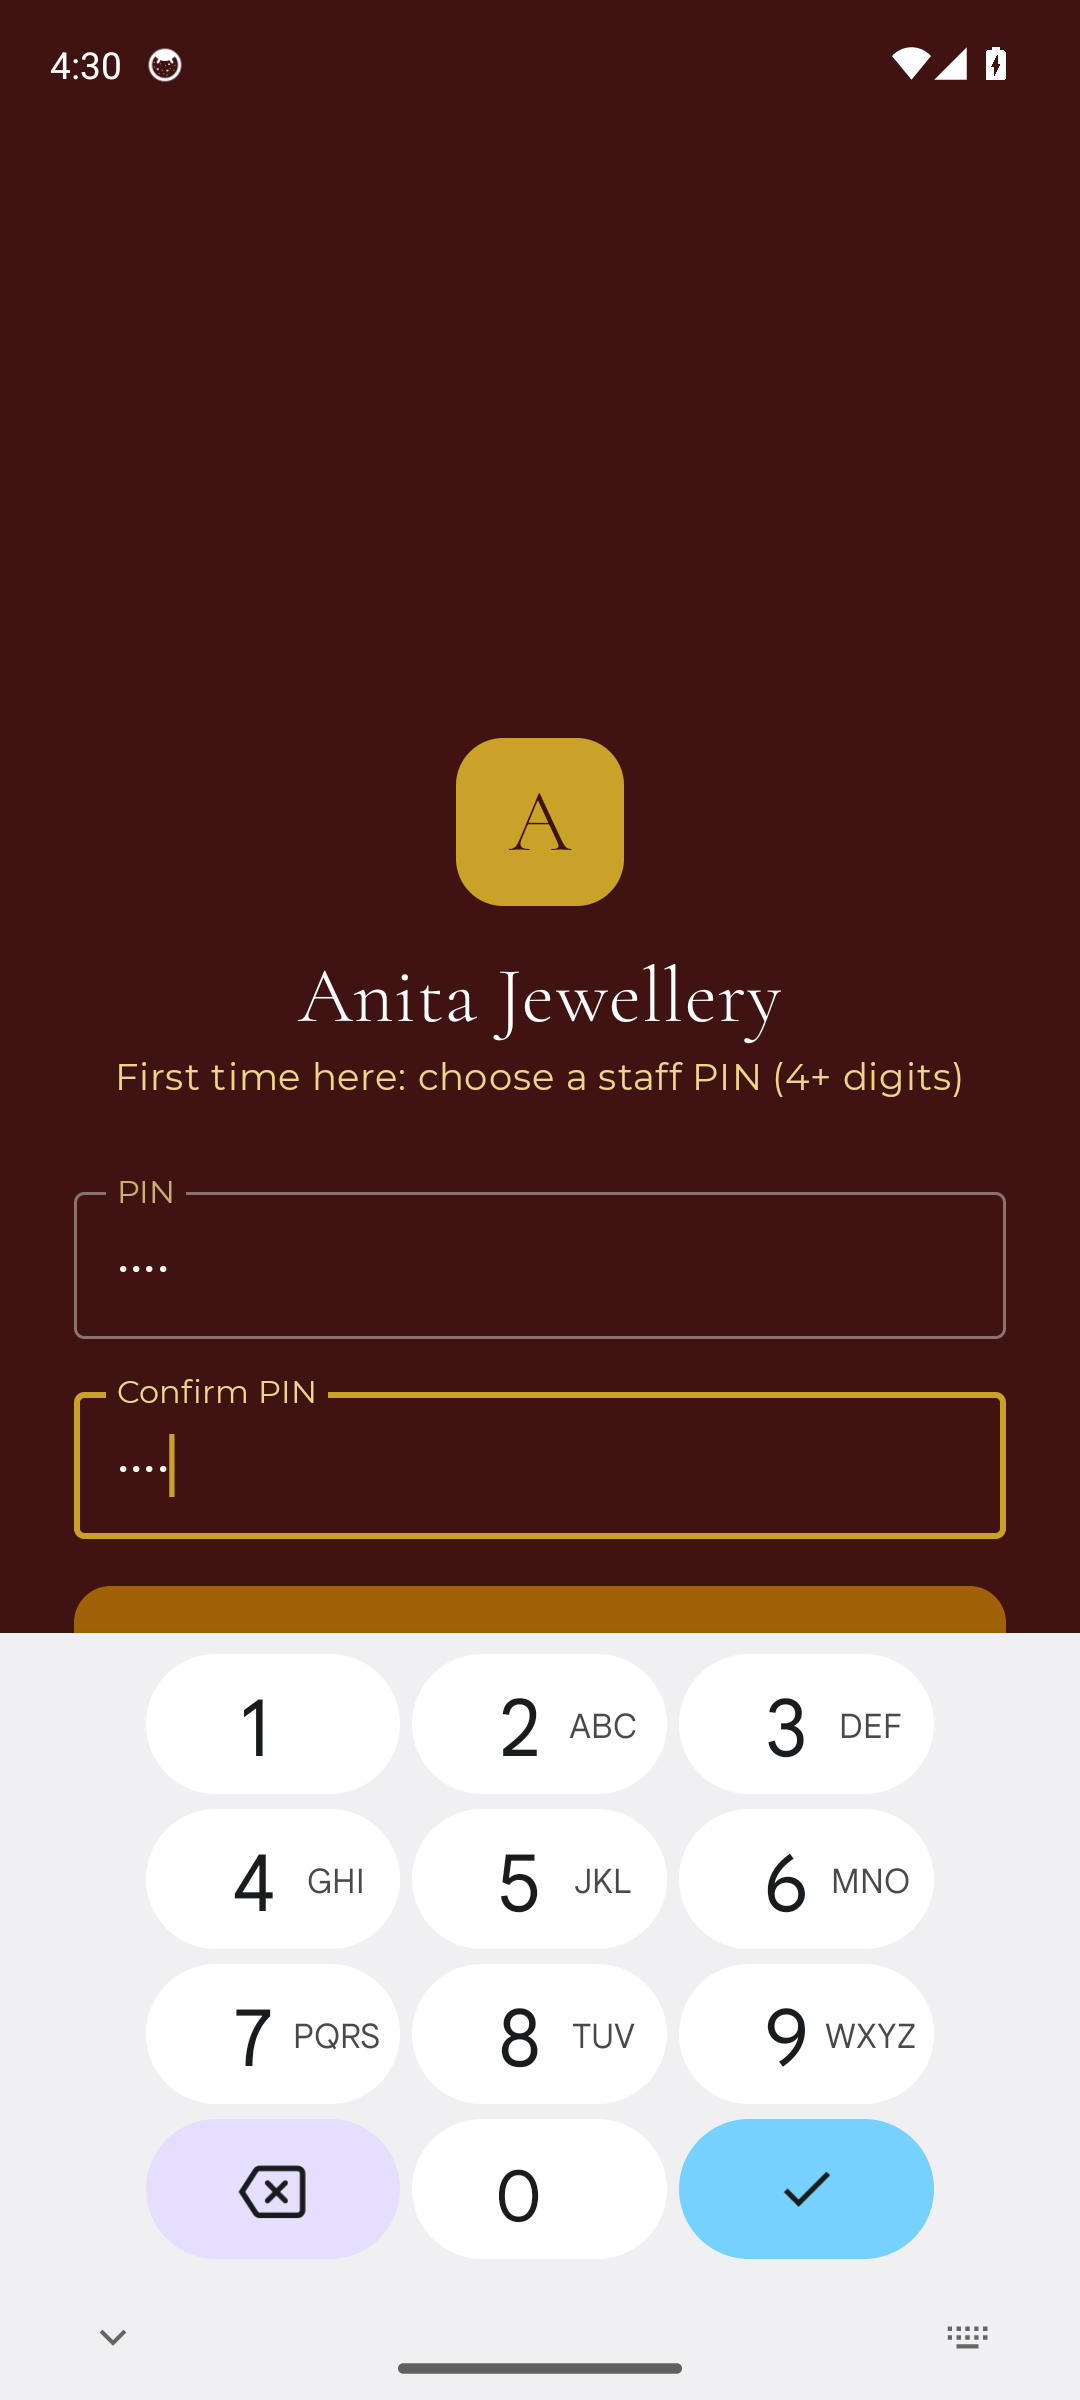 4:30
A
Anita Jewellery
First time here: choose a staff PIN (4+ digits)
PIN
••••
Confirm PIN
••••
1
2 ABC
3 DEF
4 GHI
5 JKL
6 MNO
7 PQRS
8 TUV
9 WXYZ
0